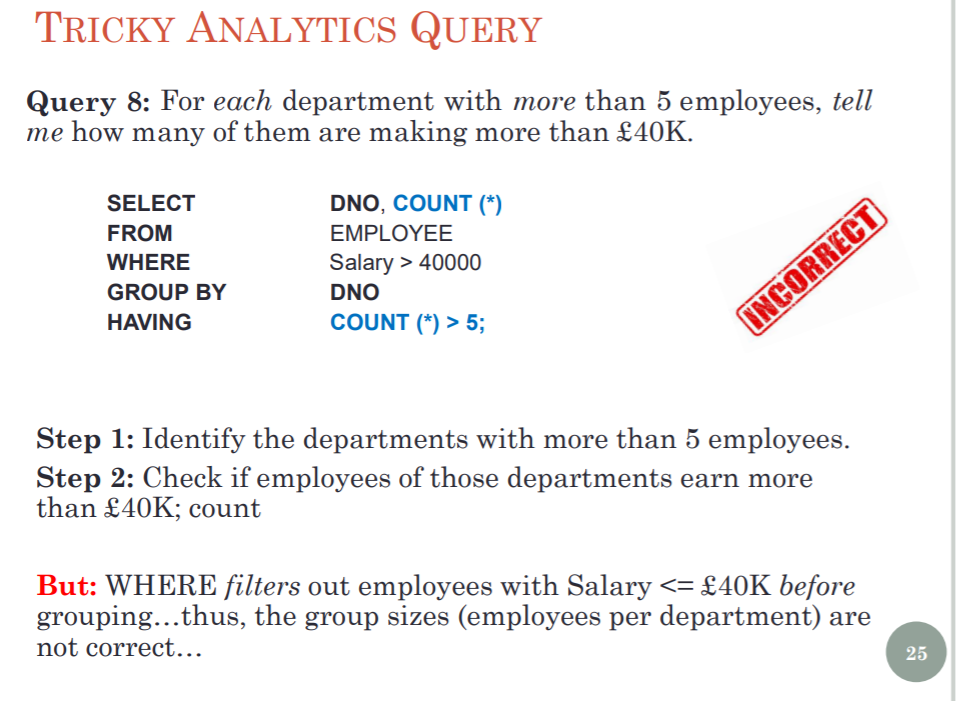 TRICKY ANALYTICS QUERY
Query 8: For each department with more than 5 employees, tell
me how many of them are making more than £40K.
SELECT DNO, COUNT (*)
FROM EMPLOYEE
WHERE Salary > 40000
GROUP BY DNO
HAVING COUNT (*) > 5;
INCORRECT
Step 1: Identify the departments with more than 5 employees.
Step 2: Check if employees of those departments earn more
than £40K; count
But: WHERE filters out employees with Salary <= £40K before
grouping…thus, the group sizes (employees per department) are
not correct…
25